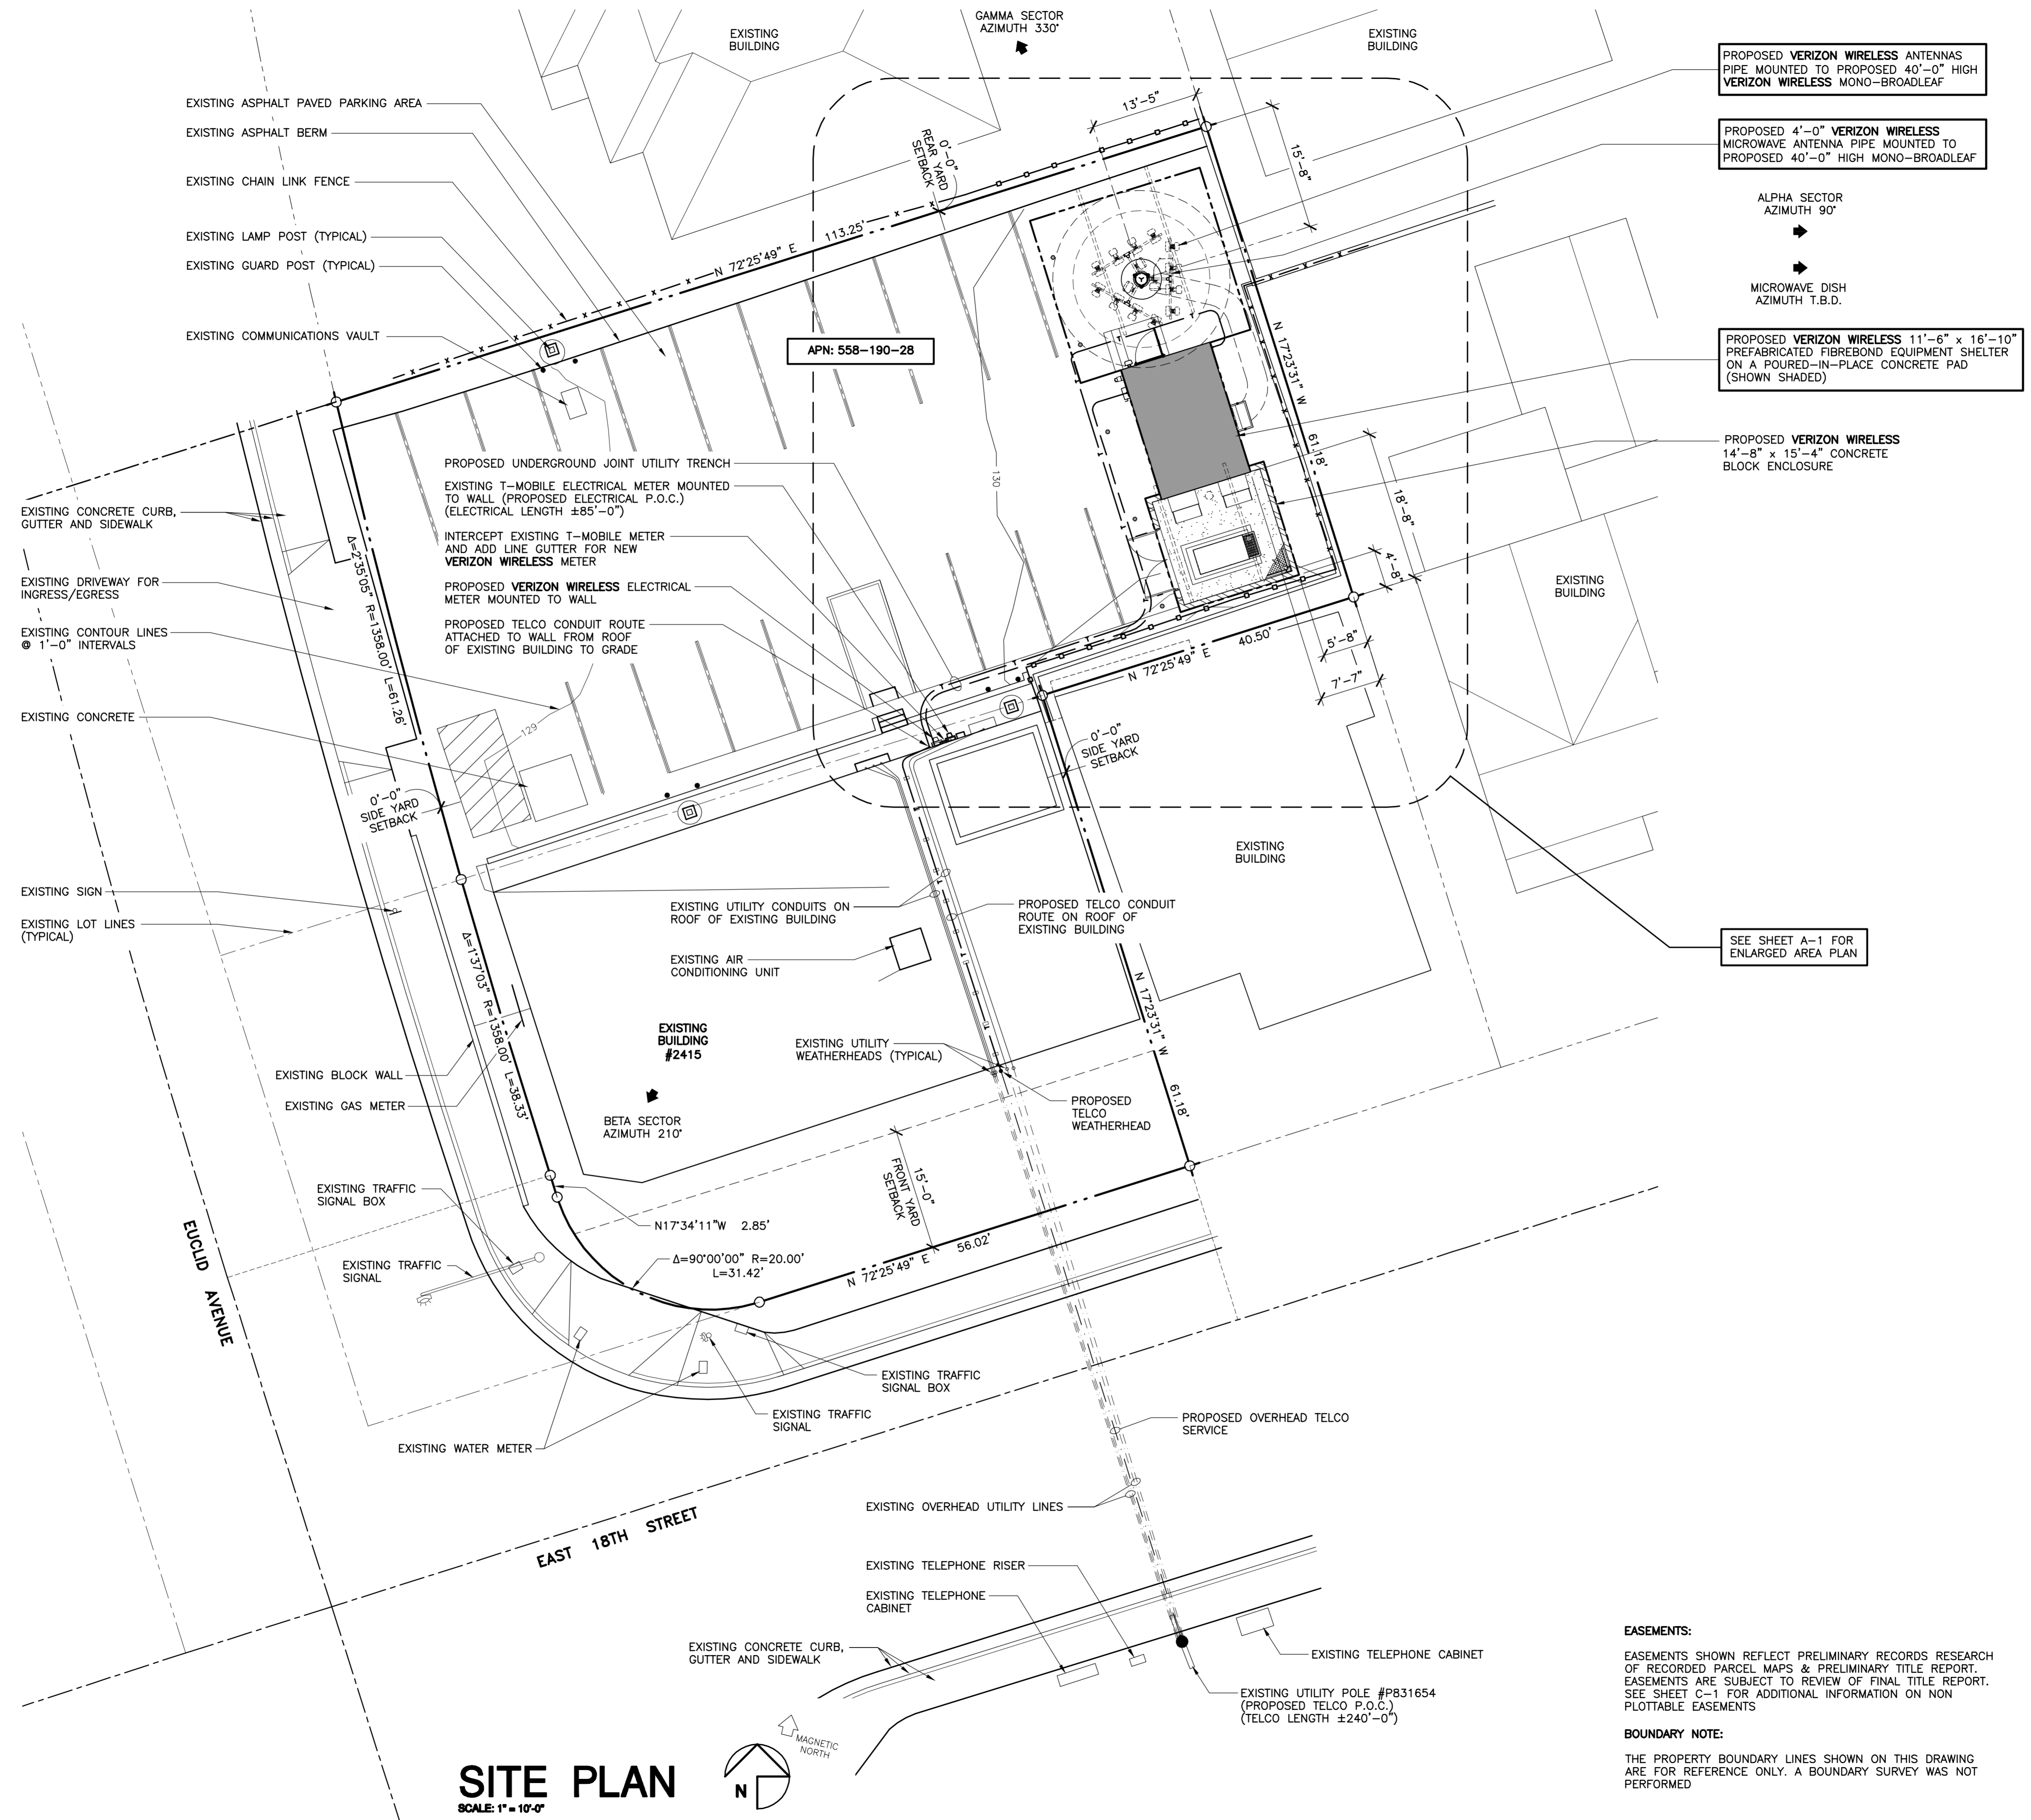 GAMMA SECTOR
AZIMUTH 330°
EXISTING
BUILDING
EXISTING
BUILDING
PROPOSED VERIZON WIRELESS ANTENNAS
PIPE MOUNTED TO PROPOSED 40'-0" HIGH
VERIZON WIRELESS MONO-BROADLEAF
PROPOSED 4'-0" VERIZON WIRELESS
MICROWAVE ANTENNA PIPE MOUNTED TO
PROPOSED 40'-0" HIGH MONO-BROADLEAF
ALPHA SECTOR
AZIMUTH 90°
MICROWAVE DISH
AZIMUTH T.B.D.
PROPOSED VERIZON WIRELESS 11'-6" x 16'-10"
PREFABRICATED FIBREBOND EQUIPMENT SHELTER
ON A POURED-IN-PLACE CONCRETE PAD
(SHOWN SHADED)
PROPOSED VERIZON WIRELESS
14'-8" x 15'-4" CONCRETE
BLOCK ENCLOSURE
EXISTING ASPHALT PAVED PARKING AREA
EXISTING ASPHALT BERM
EXISTING CHAIN LINK FENCE
EXISTING LAMP POST (TYPICAL)
EXISTING GUARD POST (TYPICAL)
EXISTING COMMUNICATIONS VAULT
13'-5"
15'-8"
0'-0"
REAR YARD
SETBACK
N 72°25'49" E
113.25'
APN: 558-190-28
N 17°23'31" W
61.18'
130
18'-8"
4'-8"
5'-8"
7'-7"
N 72°25'49" E
40.50'
EXISTING
BUILDING
PROPOSED UNDERGROUND JOINT UTILITY TRENCH
EXISTING T-MOBILE ELECTRICAL METER MOUNTED
TO WALL (PROPOSED ELECTRICAL P.O.C.)
(ELECTRICAL LENGTH ±85'-0")
INTERCEPT EXISTING T-MOBILE METER
AND ADD LINE GUTTER FOR NEW
VERIZON WIRELESS METER
PROPOSED VERIZON WIRELESS ELECTRICAL
METER MOUNTED TO WALL
PROPOSED TELCO CONDUIT ROUTE
ATTACHED TO WALL FROM ROOF
OF EXISTING BUILDING TO GRADE
EXISTING CONCRETE CURB,
GUTTER AND SIDEWALK
EXISTING DRIVEWAY FOR
INGRESS/EGRESS
EXISTING CONTOUR LINES
@ 1'-0" INTERVALS
EXISTING CONCRETE
Δ=2°35'05" R=1358.00' L=61.26'
129
0'-0"
SIDE YARD
SETBACK
0'-0"
SIDE YARD
SETBACK
EXISTING
BUILDING
EXISTING SIGN
EXISTING LOT LINES
(TYPICAL)
EXISTING UTILITY CONDUITS ON
ROOF OF EXISTING BUILDING
PROPOSED TELCO CONDUIT
ROUTE ON ROOF OF
EXISTING BUILDING
EXISTING AIR
CONDITIONING UNIT
SEE SHEET A-1 FOR
ENLARGED AREA PLAN
Δ=1°37'03" R=1358.00' L=38.33'
EXISTING
BUILDING
#2415
BETA SECTOR
AZIMUTH 210°
EXISTING UTILITY
WEATHERHEADS (TYPICAL)
PROPOSED
TELCO
WEATHERHEAD
N 17°23'31" W
61.18'
EXISTING BLOCK WALL
EXISTING GAS METER
EXISTING TRAFFIC
SIGNAL BOX
EXISTING TRAFFIC
SIGNAL
N17°34'11"W 2.85'
Δ=90°00'00" R=20.00'
L=31.42'
15'-0"
FRONT YARD
SETBACK
N 72°25'49" E
56.02'
EUCLID AVENUE
EXISTING TRAFFIC
SIGNAL BOX
EXISTING TRAFFIC
SIGNAL
EXISTING WATER METER
EAST 18TH STREET
PROPOSED OVERHEAD TELCO
SERVICE
EXISTING OVERHEAD UTILITY LINES
EXISTING TELEPHONE RISER
EXISTING TELEPHONE
CABINET
EXISTING CONCRETE CURB,
GUTTER AND SIDEWALK
EXISTING TELEPHONE CABINET
EXISTING UTILITY POLE #P831654
(PROPOSED TELCO P.O.C.)
(TELCO LENGTH ±240'-0")
MAGNETIC
NORTH
N
SITE PLAN
SCALE: 1" = 10'-0"
EASEMENTS:
EASEMENTS SHOWN REFLECT PRELIMINARY RECORDS RESEARCH
OF RECORDED PARCEL MAPS & PRELIMINARY TITLE REPORT.
EASEMENTS ARE SUBJECT TO REVIEW OF FINAL TITLE REPORT.
SEE SHEET C-1 FOR ADDITIONAL INFORMATION ON NON
PLOTTABLE EASEMENTS
BOUNDARY NOTE:
THE PROPERTY BOUNDARY LINES SHOWN ON THIS DRAWING
ARE FOR REFERENCE ONLY. A BOUNDARY SURVEY WAS NOT
PERFORMED